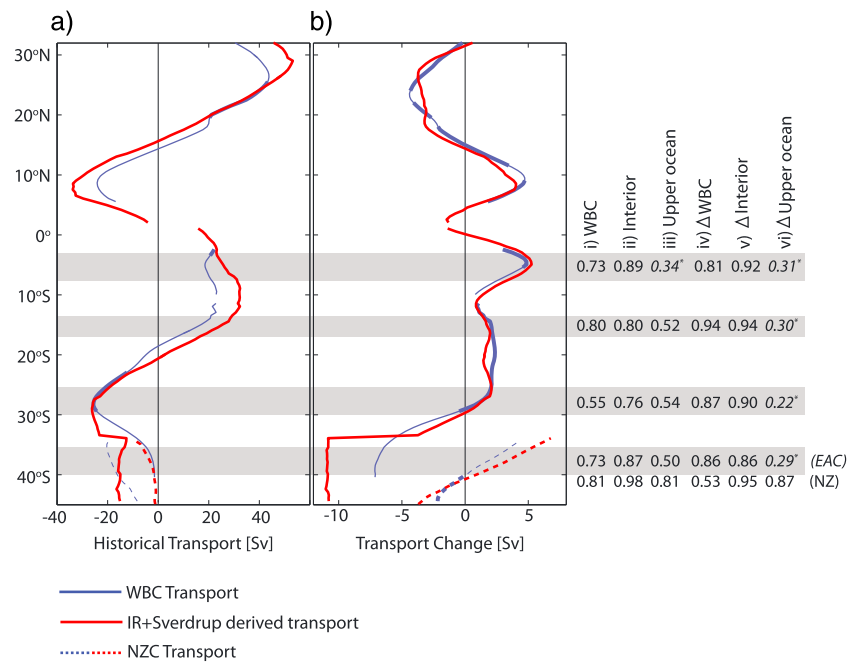 a)
b)
30°N
20°N
10°N
0°
10°S
20°S
30°S
40°S
-40 -20 0 20 40
Historical Transport [Sv]
-10 -5 0 5
Transport Change [Sv]
i) WBC
ii) Interior
iii) Upper ocean
iv) Δ WBC
v) Δ Interior
vi) Δ Upper ocean
0.73 0.89 0.34* 0.81 0.92 0.31*
0.80 0.80 0.52 0.94 0.94 0.30*
0.55 0.76 0.54 0.87 0.90 0.22*
0.73 0.87 0.50 0.86 0.86 0.29* (EAC)
0.81 0.98 0.81 0.53 0.95 0.87 (NZ)
WBC Transport
IR+Sverdrup derived transport
NZC Transport